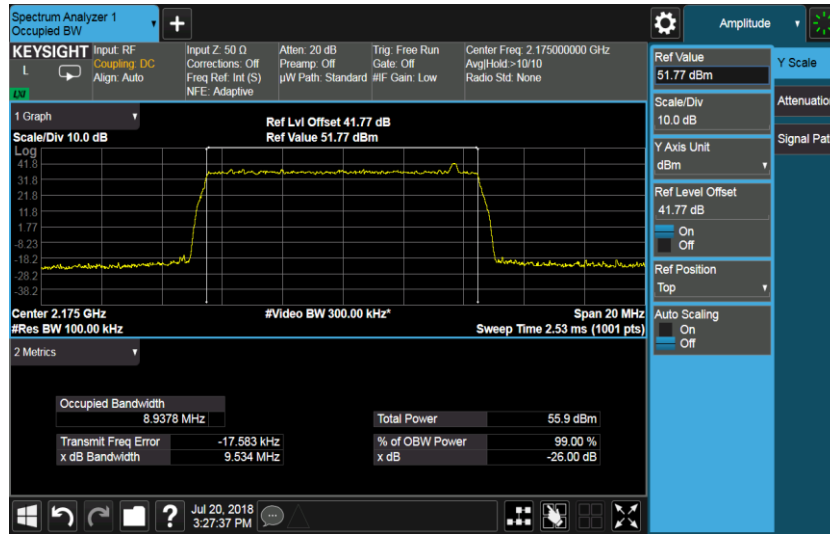 Spectrum Analyzer 1
Occupied BW
Amplitude
KEYSIGHT
L
LXI
Input: RF
Coupling: DC
Align: Auto
Input Z: 50 Ω
Corrections: Off
Freq Ref: Int (S)
NFE: Adaptive
Atten: 20 dB
Preamp: Off
µW Path: Standard
Trig: Free Run
Gate: Off
#IF Gain: Low
Center Freq: 2.175000000 GHz
Avg|Hold:>10/10
Radio Std: None
1 Graph
Scale/Div 10.0 dB
Ref Lvl Offset 41.77 dB
Ref Value 51.77 dBm
Log
41.8
31.8
21.8
11.8
1.77
-8.23
-18.2
-28.2
-38.2
Center 2.175 GHz
#Res BW 100.00 kHz
#Video BW 300.00 kHz*
Span 20 MHz
Sweep Time 2.53 ms (1001 pts)
2 Metrics
Occupied Bandwidth
8.9378 MHz
Transmit Freq Error -17.583 kHz
x dB Bandwidth 9.534 MHz
Total Power 55.9 dBm
% of OBW Power 99.00 %
x dB -26.00 dB
Jul 20, 2018
3:27:37 PM
Ref Value
51.77 dBm
Scale/Div
10.0 dB
Y Axis Unit
dBm
Ref Level Offset
41.77 dB
On
Off
Ref Position
Top
Auto Scaling
On
Off
Y Scale
Attenuation
Signal Pat